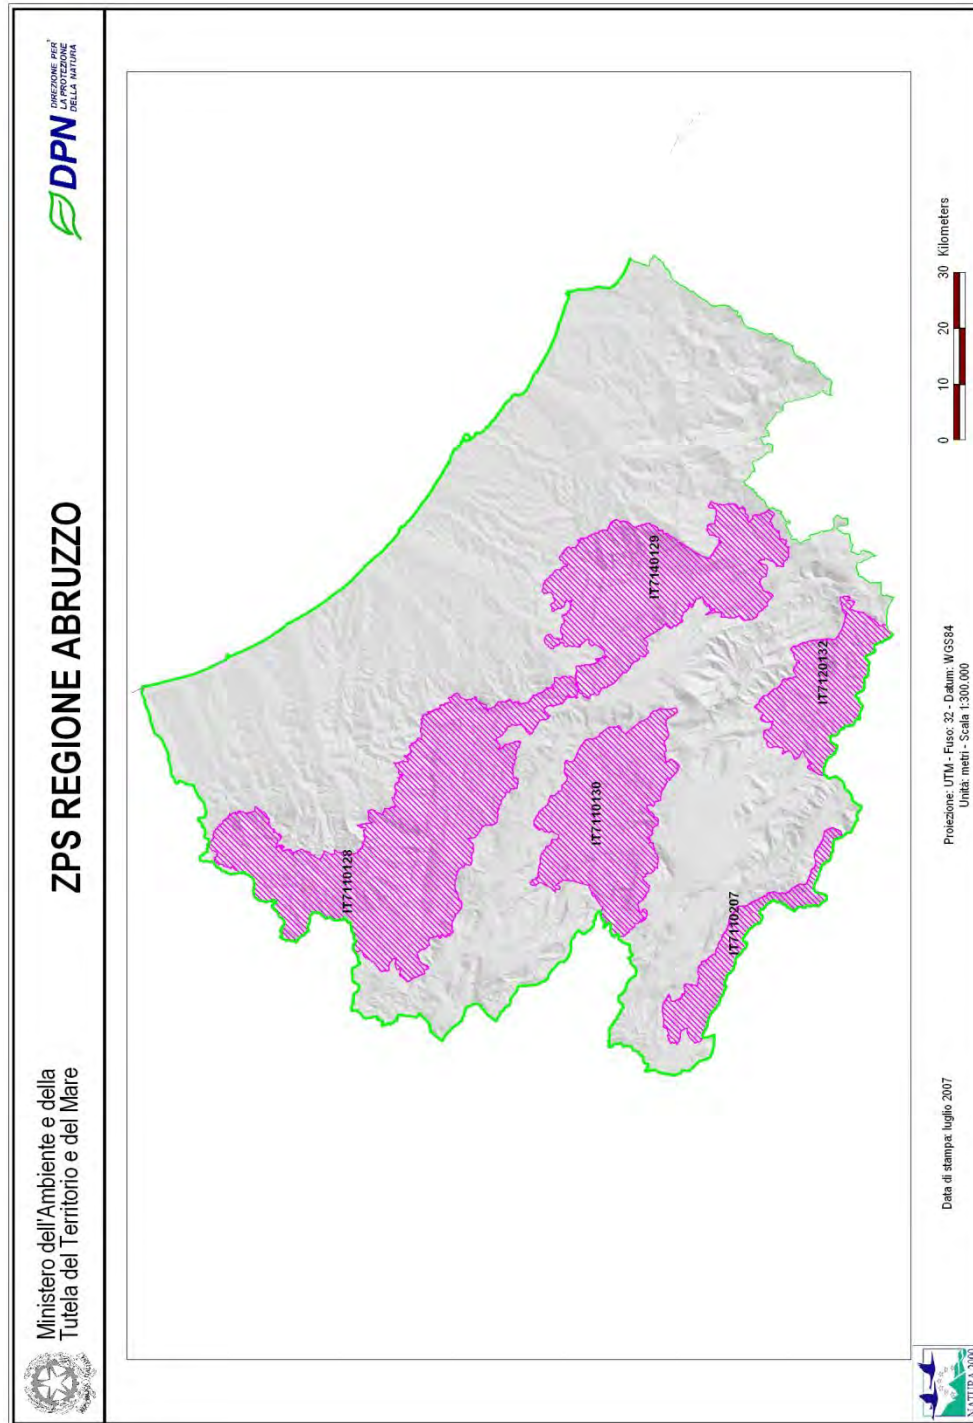 Ministero dell'Ambiente e della
Tutela del Territorio e del Mare
ZPS REGIONE ABRUZZO
DPN
DIREZIONE PER
LA PROTEZIONE
DELLA NATURA
IT7110128
IT7110130
IT7140129
IT7110207
IT7120132
Data di stampa: luglio 2007
Proiezione: UTM - Fuso: 32 - Datum: WGS84
Unità: metri - Scala 1:300.000
0 10 20 30 Kilometers
NATURA 2000